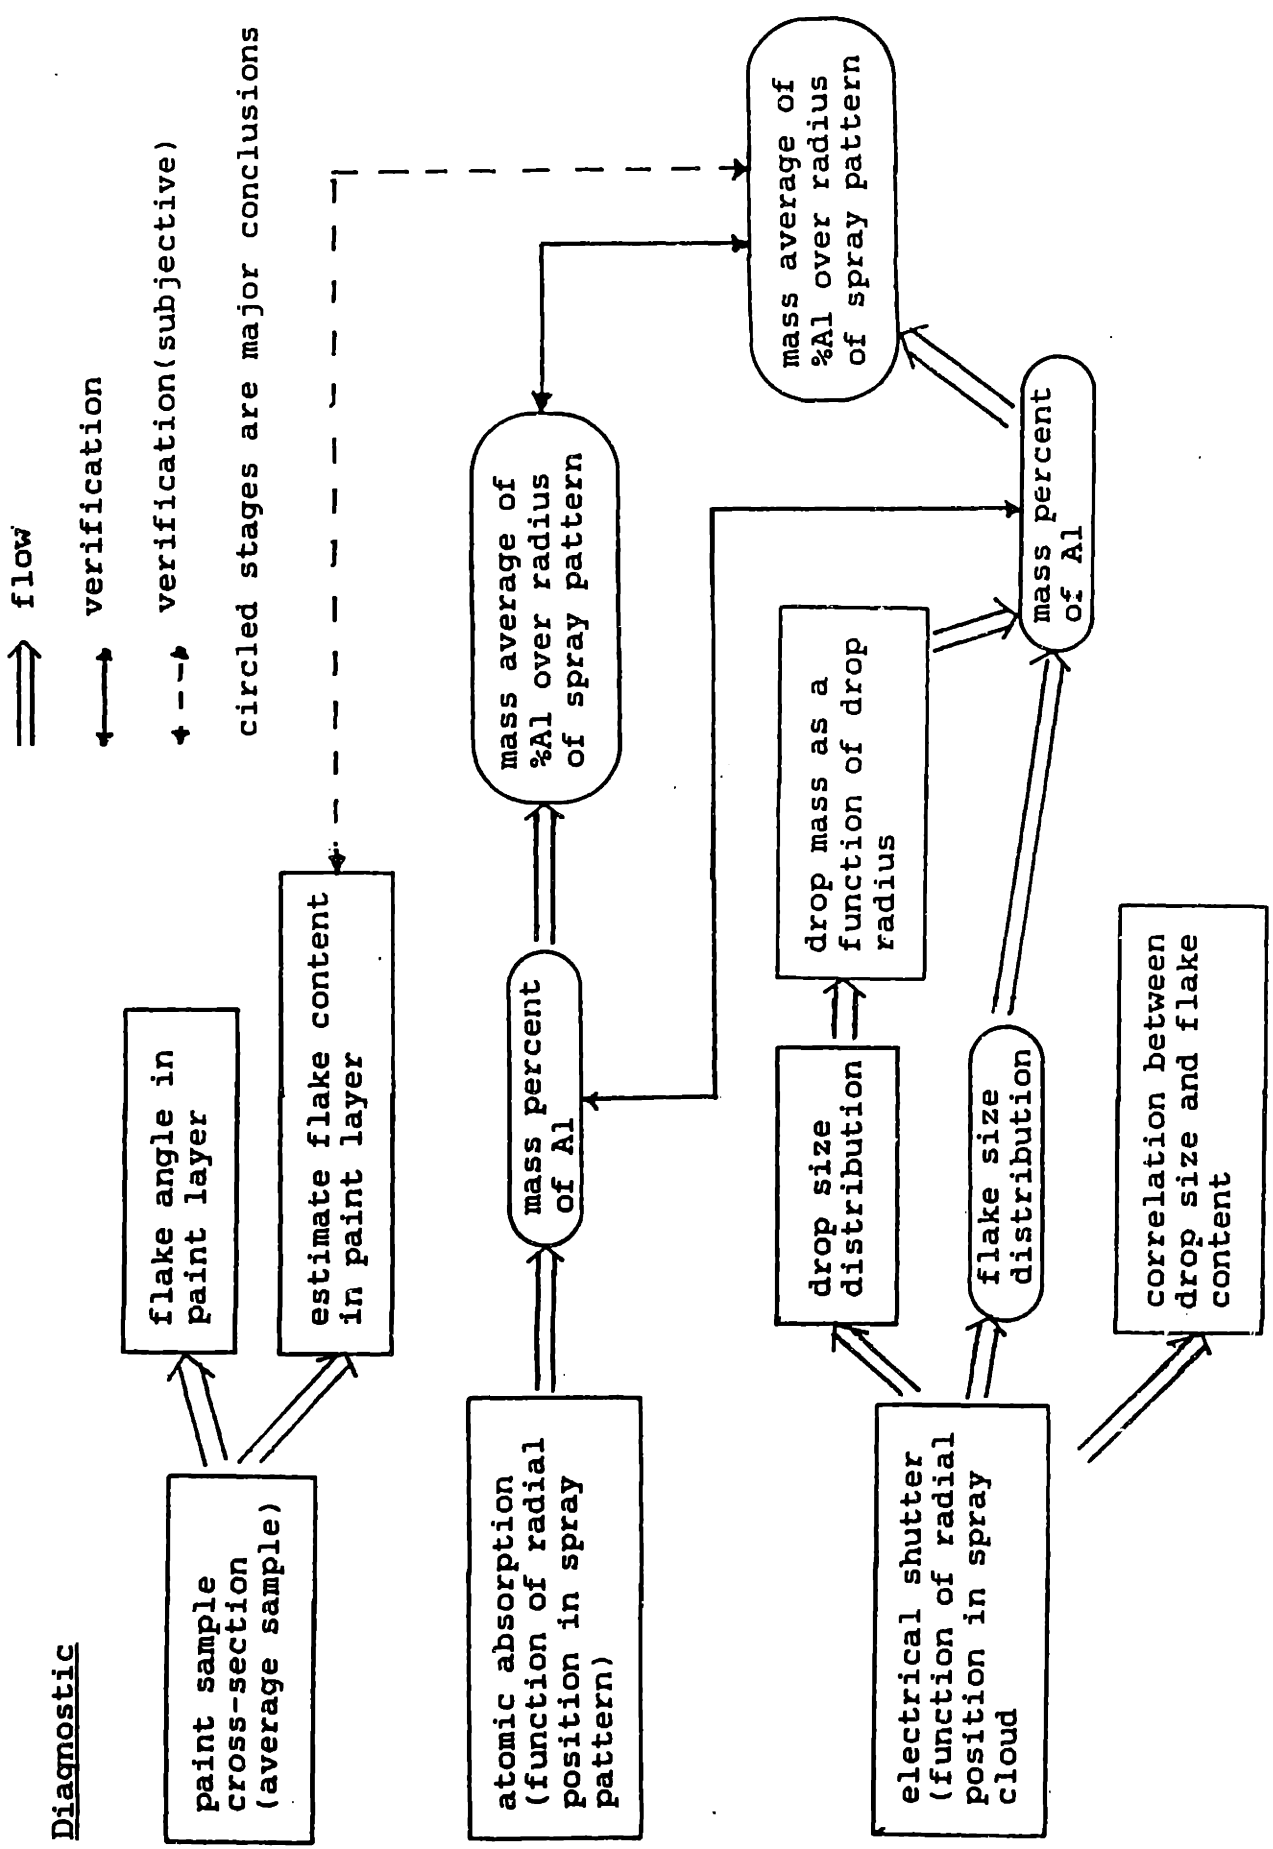 Diagnostic
flow
verification
verification(subjective)
circled stages are major conclusions
paint sample
cross-section
(average sample)
flake angle in
paint layer
estimate flake content
in paint layer
atomic absorption
(function of radial
position in spray
pattern)
mass percent
of Al
mass average of
%Al over radius
of spray pattern
electrical shutter
(function of radial
position in spray
cloud
drop size
distribution
drop mass as a
function of drop
radius
flake size
distribution
correlation between
drop size and flake
content
mass percent
of Al
mass average of
%Al over radius
of spray pattern